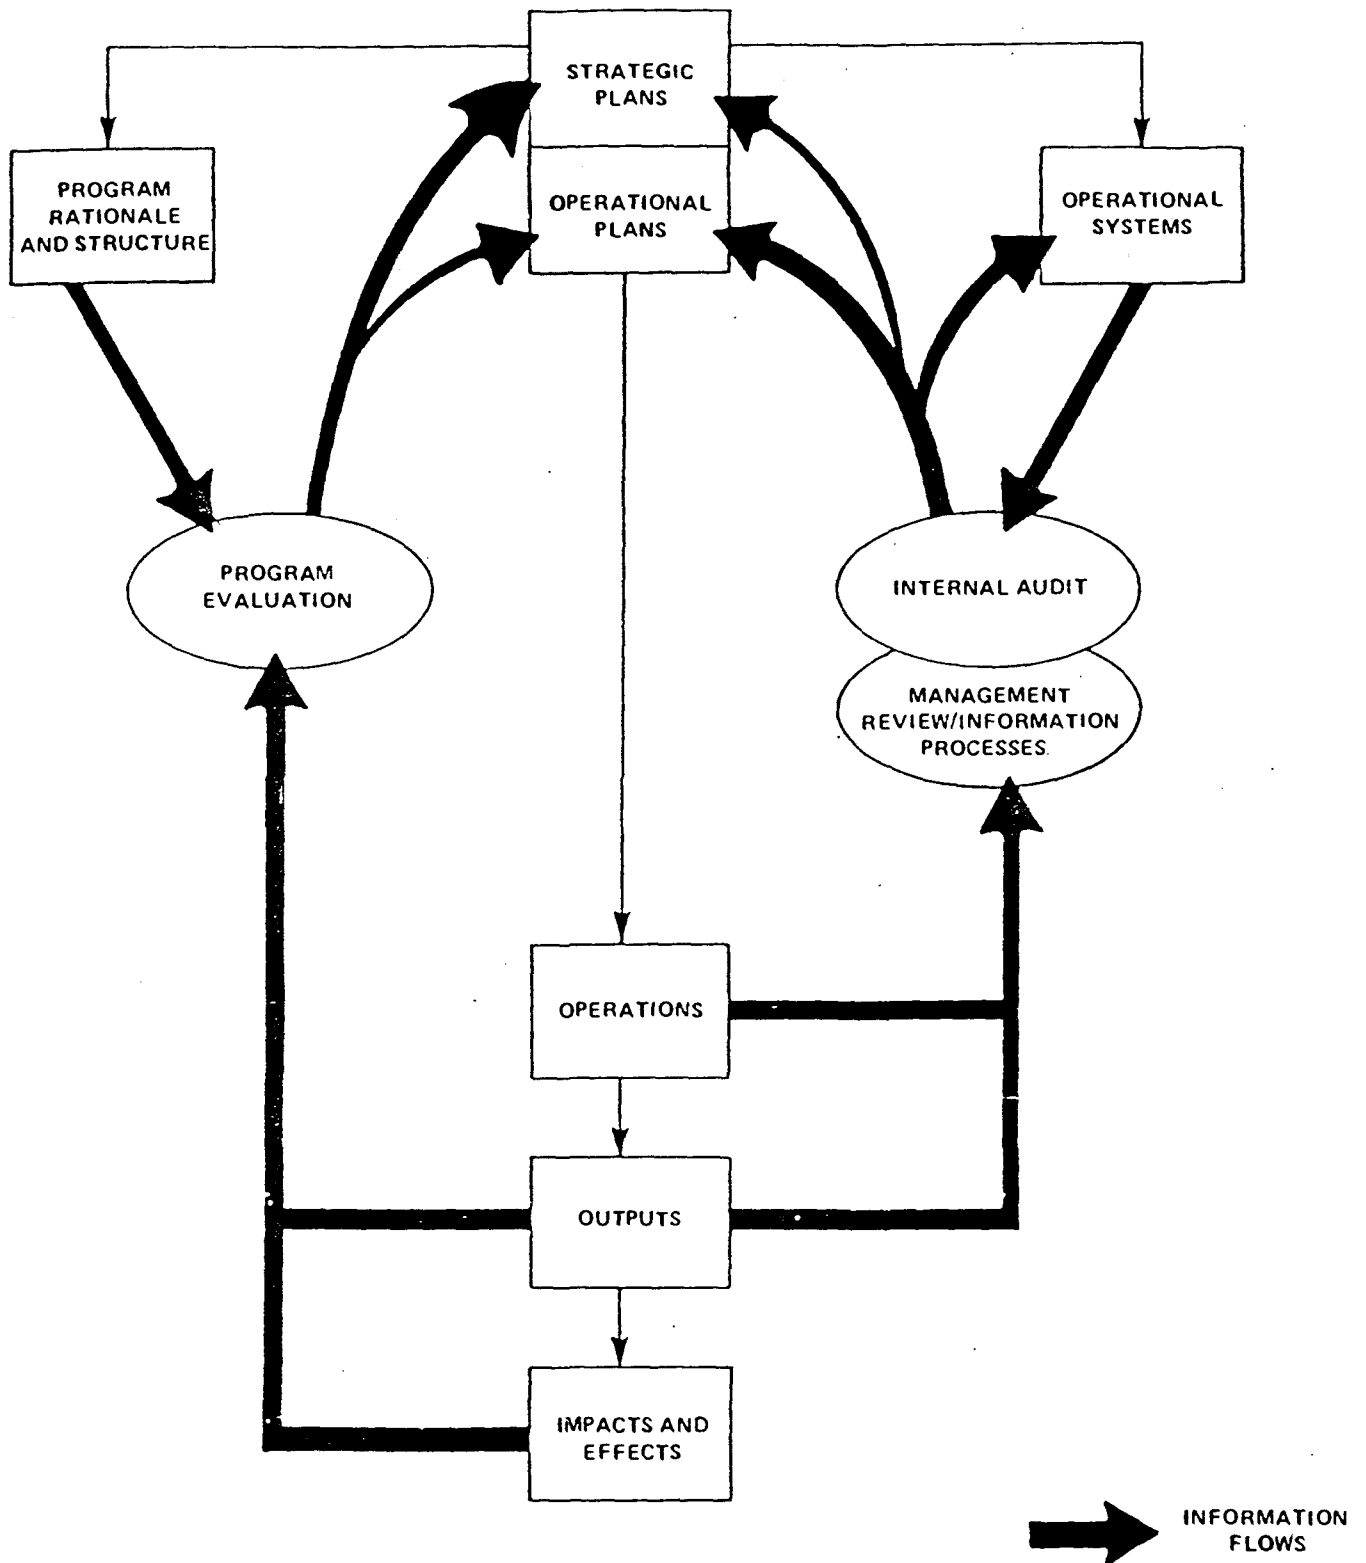 STRATEGIC
PLANS
PROGRAM
RATIONALE
AND STRUCTURE
OPERATIONAL
PLANS
OPERATIONAL
SYSTEMS
PROGRAM
EVALUATION
INTERNAL AUDIT
MANAGEMENT
REVIEW/INFORMATION
PROCESSES.
OPERATIONS
OUTPUTS
IMPACTS AND
EFFECTS
INFORMATION
FLOWS